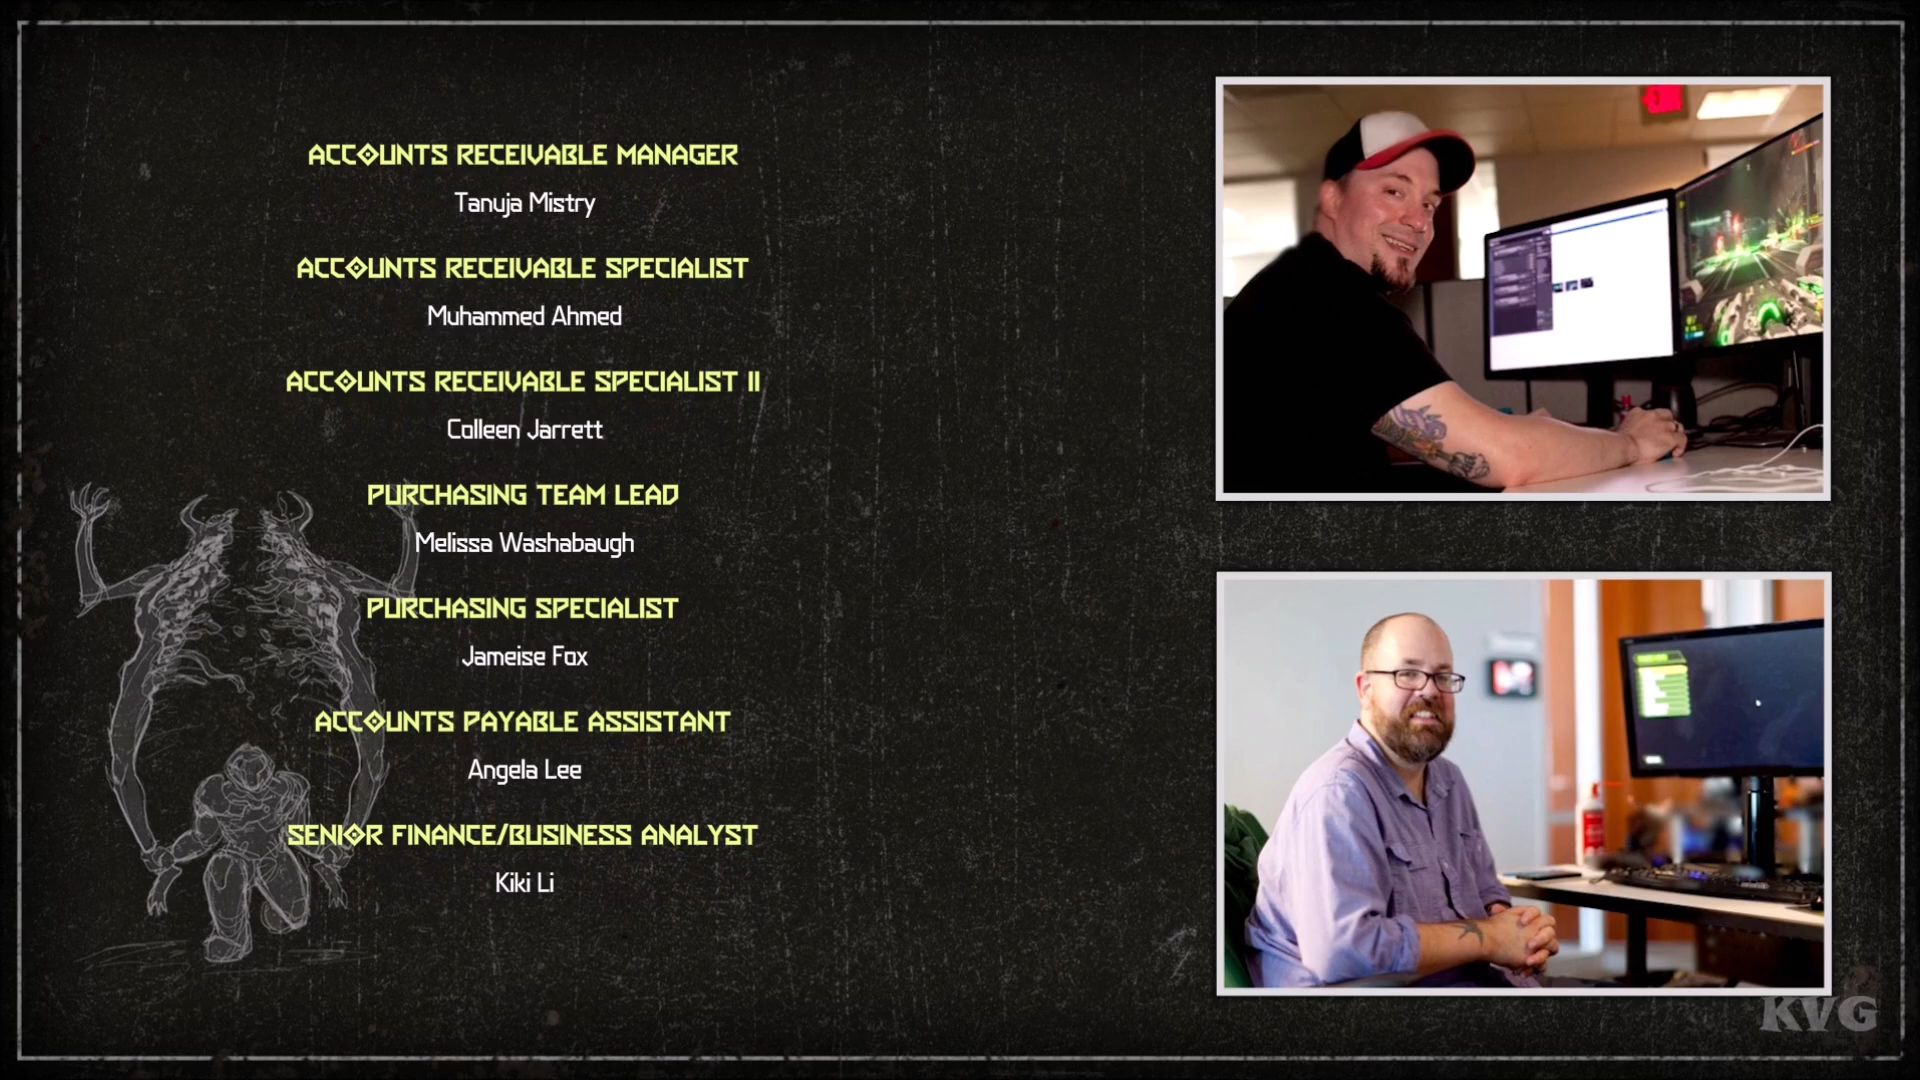 ACCOUNTS RECEIVABLE MANAGER
Tanuja Mistry
ACCOUNTS RECEIVABLE SPECIALIST
Muhammed Ahmed
ACCOUNTS RECEIVABLE SPECIALIST II
Colleen Jarrett
PURCHASING TEAM LEAD
Melissa Washabaugh
PURCHASING SPECIALIST
Jameise Fox
ACCOUNTS PAYABLE ASSISTANT
Angela Lee
SENIOR FINANCE/BUSINESS ANALYST
Kiki Li
KVG